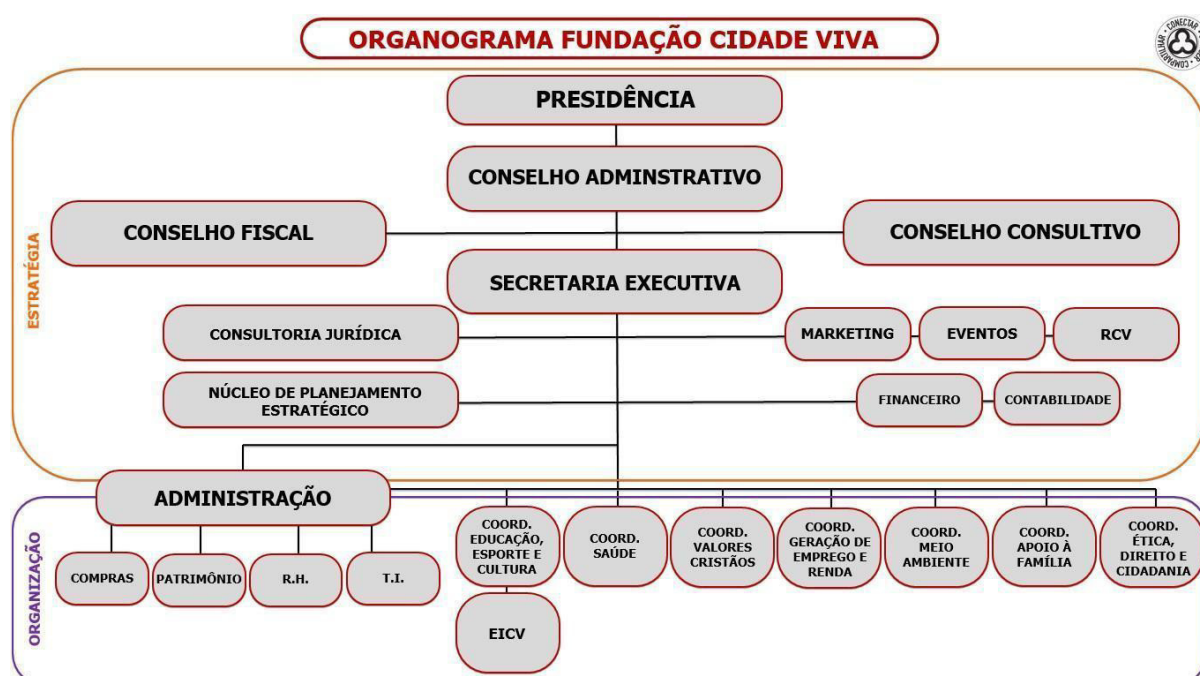 ORGANOGRAMA FUNDAÇÃO CIDADE VIVA
CONECTAR
COMPARTILHAR
ESTRATÉGIA
PRESIDÊNCIA
CONSELHO ADMINSTRATIVO
CONSELHO FISCAL
CONSELHO CONSULTIVO
SECRETARIA EXECUTIVA
CONSULTORIA JURÍDICA
MARKETING
EVENTOS
RCV
NÚCLEO DE PLANEJAMENTO
ESTRATÉGICO
FINANCEIRO
CONTABILIDADE
ORGANIZAÇÃO
ADMINISTRAÇÃO
COMPRAS
PATRIMÔNIO
R.H.
T.I.
COORD.
EDUCAÇÃO,
ESPORTE E
CULTURA
COORD.
SAÚDE
COORD.
VALORES
CRISTÃOS
COORD.
GERAÇÃO DE
EMPREGO E
RENDA
COORD.
MEIO
AMBIENTE
COORD.
APOIO À
FAMÍLIA
COORD.
ÉTICA,
DIREITO E
CIDADANIA
EICV